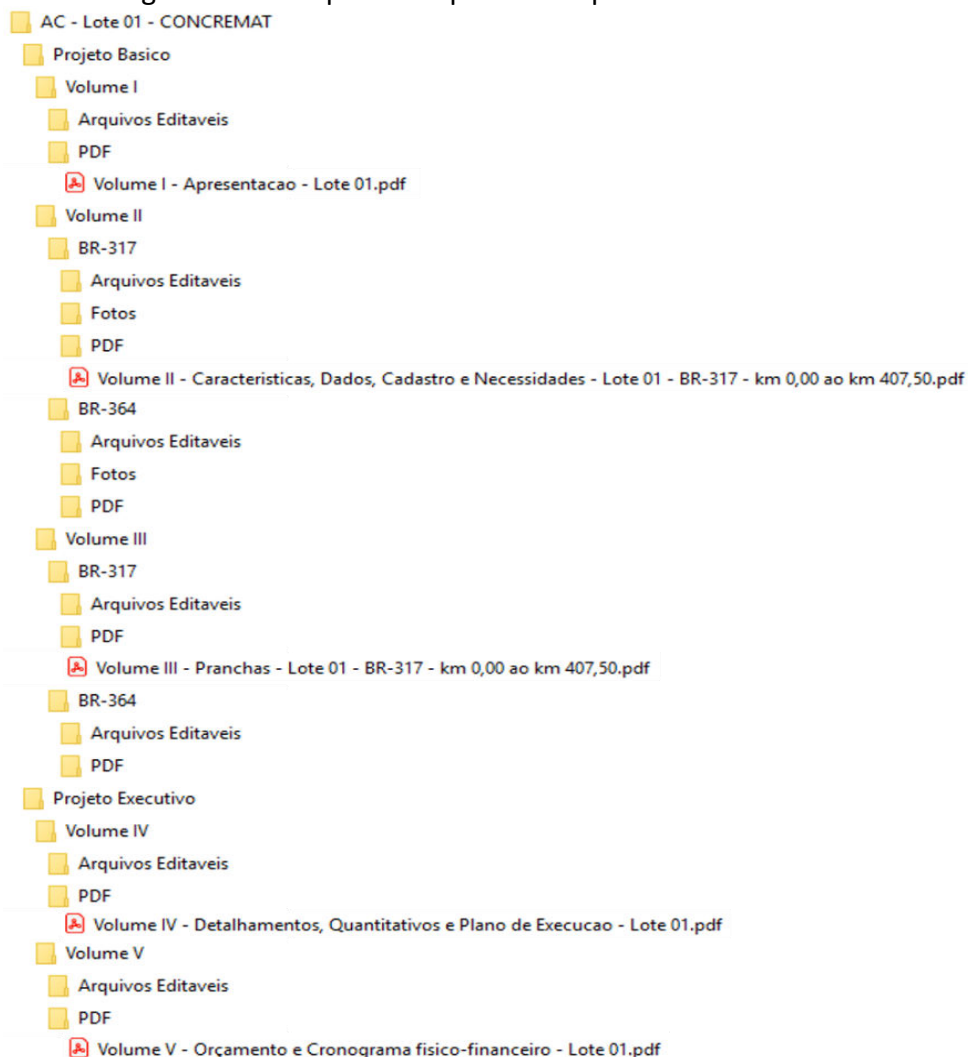 AC - Lote 01 - CONCREMAT
Projeto Basico
Volume I
Arquivos Editaveis
PDF
Volume I - Apresentacao - Lote 01.pdf
Volume II
BR-317
Arquivos Editaveis
Fotos
PDF
Volume II - Caracteristicas, Dados, Cadastro e Necessidades - Lote 01 - BR-317 - km 0,00 ao km 407,50.pdf
BR-364
Arquivos Editaveis
Fotos
PDF
Volume III
BR-317
Arquivos Editaveis
PDF
Volume III - Pranchas - Lote 01 - BR-317 - km 0,00 ao km 407,50.pdf
BR-364
Arquivos Editaveis
PDF
Projeto Executivo
Volume IV
Arquivos Editaveis
PDF
Volume IV - Detalhamentos, Quantitativos e Plano de Execucao - Lote 01.pdf
Volume V
Arquivos Editaveis
PDF
Volume V - Orçamento e Cronograma fisico-financeiro - Lote 01.pdf